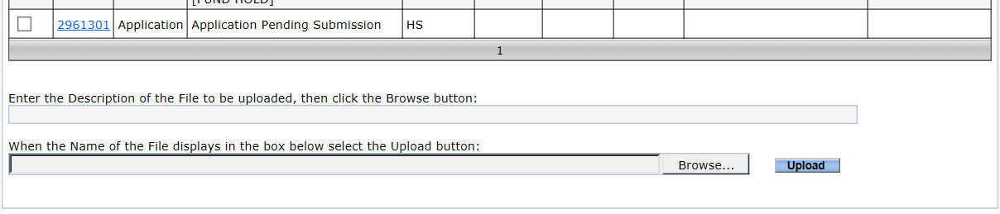 [FUND HOLD]
2961301 Application Application Pending Submission HS
1
Enter the Description of the File to be uploaded, then click the Browse button:
When the Name of the File displays in the box below select the Upload button:
Browse... Upload